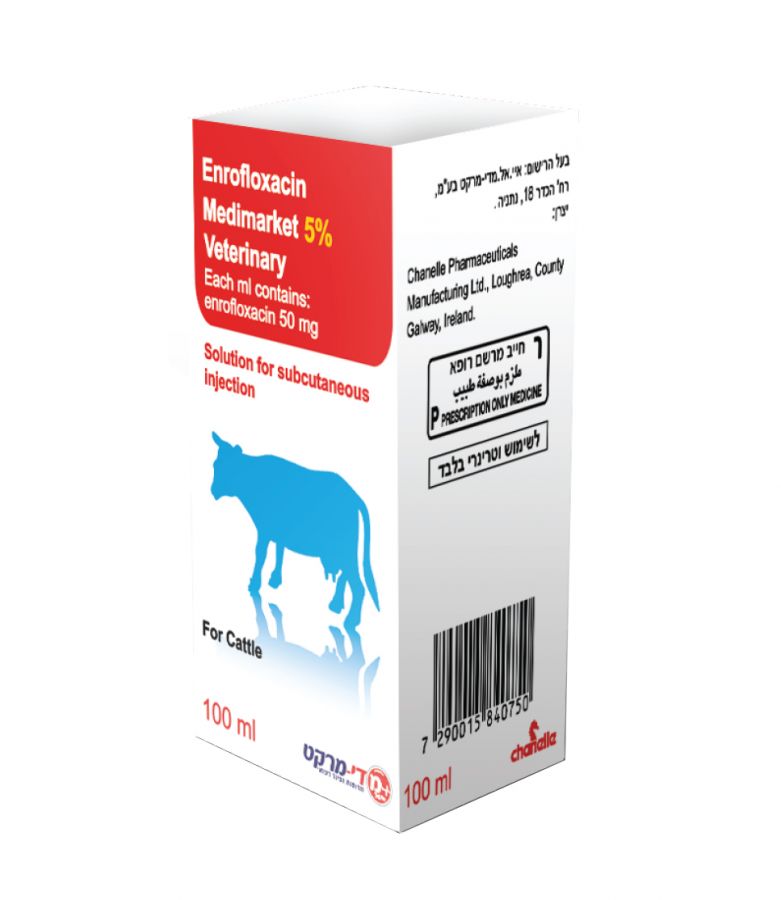 Enrofloxacin
Medimarket 5%
Veterinary
Each ml contains:
enrofloxacin 50 mg
Solution for subcutaneous
injection
For Cattle
100 ml
די-מרקט
בעל הרישום: איי.אל.מדי-מרקט בע"מ,
רח' הכדר 18, נתניה.
יצרן:
Chanelle Pharmaceuticals
Manufacturing Ltd., Loughrea, County
Galway, Ireland.
חייב מרשם רופא ר
ملزم بوصفة طبيب
P PRESCRIPTION ONLY MEDICINE
לשימוש וטרינרי בלבד
7 290015 840750
chanelle
100 ml